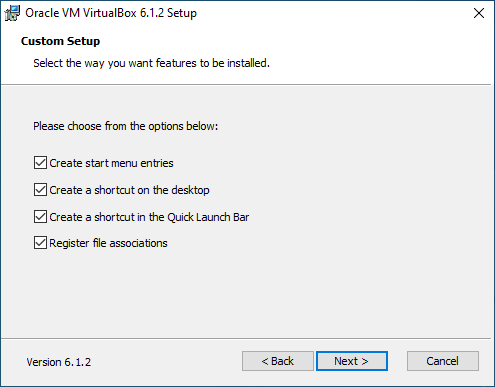 Oracle VM VirtualBox 6.1.2 Setup
Custom Setup
Select the way you want features to be installed.
Please choose from the options below:
Create start menu entries
Create a shortcut on the desktop
Create a shortcut in the Quick Launch Bar
Register file associations
Version 6.1.2
< Back
Next >
Cancel